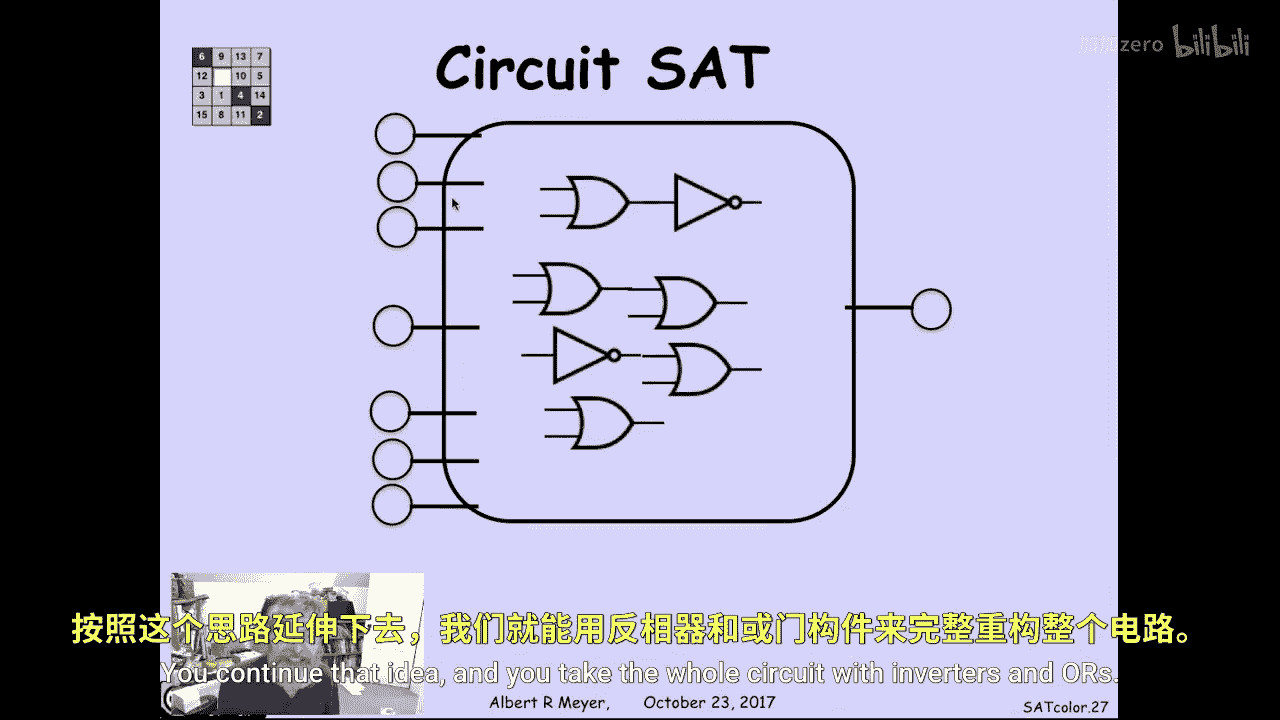 zero bilibili
Circuit SAT
6 9 13 7
12 10 5
3 1 4 14
15 8 11 2
按照这个思路延伸下去，我们就能用反相器和或门构件来完整重构整个电路。
You continue that idea, and you take the whole circuit with inverters and ORs.
Albert R Meyer, October 23, 2017
SATcolor.27